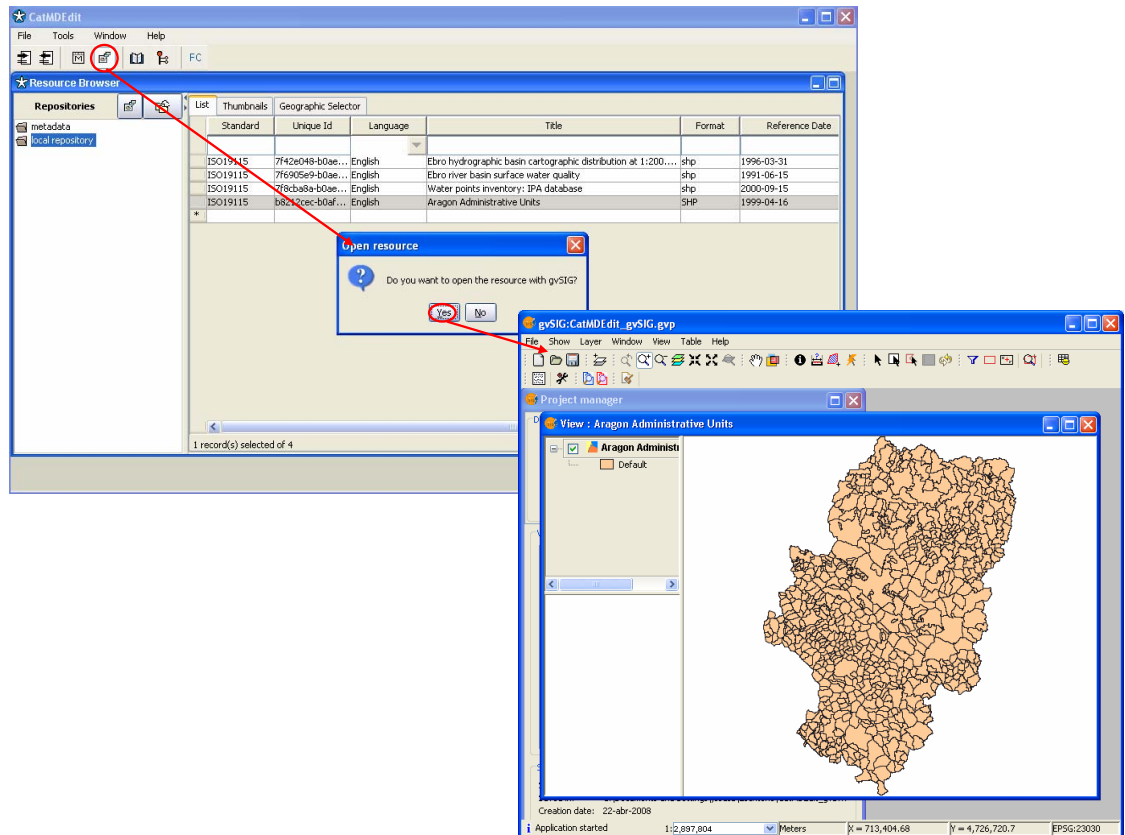 CatMDEdit
File Tools Window Help
FC
Resource Browser
Repositories
metadata
local repository
List Thumbnails Geographic Selector
Standard Unique Id Language Title Format Reference Date
ISO19115 7f42e048-b0ae... English Ebro hydrographic basin cartographic distribution at 1:200.... shp 1996-03-31
ISO19115 7f6905e9-b0ae... English Ebro river basin surface water quality shp 1991-06-15
ISO19115 7f8cba8a-b0ae... English Water points inventory: IPA database shp 2000-09-15
ISO19115 b8212cec-b0af... English Aragon Administrative Units SHP 1999-04-16
*
Open resource
Do you want to open the resource with gvSIG?
Yes No
1 record(s) selected of 4
gvSIG:CatMDEdit_gvSIG.gvp
File Show Layer Window View Table Help
Project manager
View : Aragon Administrative Units
Aragon Administ
Default
Creation date: 22-abr-2008
Application started 1:2,897,804 Meters X = 713,404.68 Y = 4,726,720.7 EPSG:23030